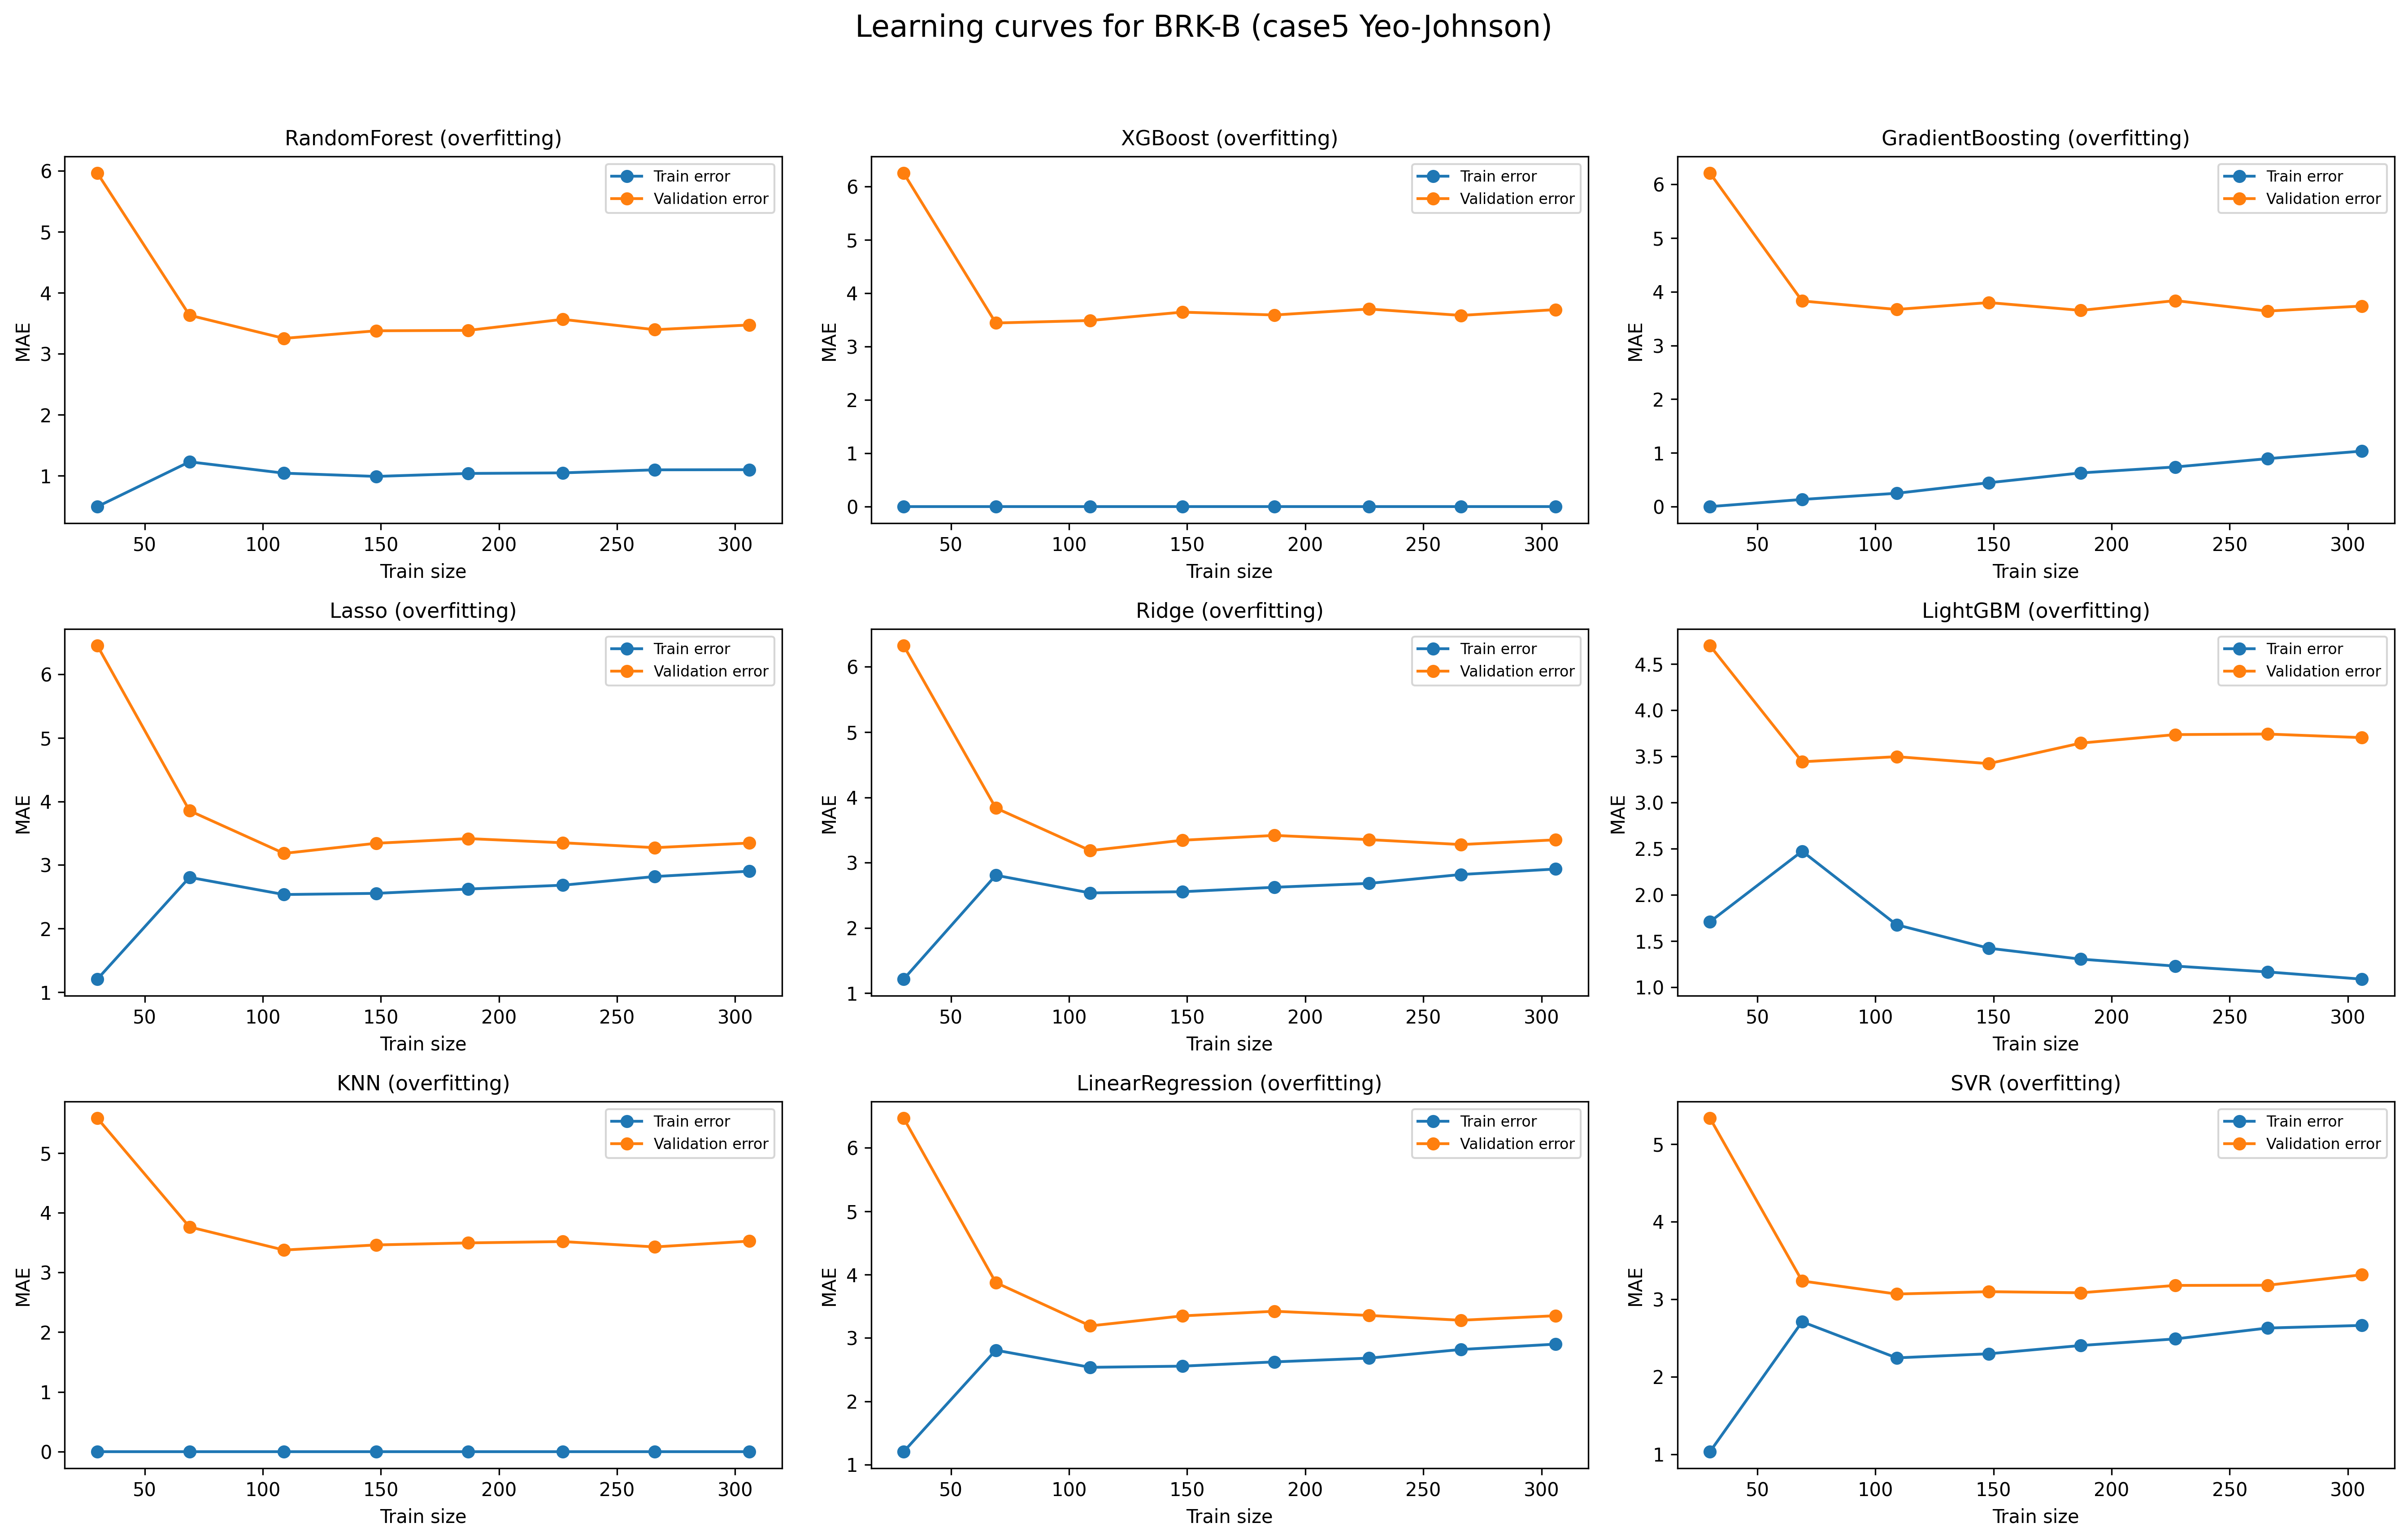 Learning curves for BRK-B (case5 Yeo-Johnson)
RandomForest (overfitting)
6
5
4
3
2
1
MAE
50 100 150 200 250 300
Train size
Train error
Validation error
XGBoost (overfitting)
6
5
4
3
2
1
0
MAE
50 100 150 200 250 300
Train size
Train error
Validation error
GradientBoosting (overfitting)
6
5
4
3
2
1
0
MAE
50 100 150 200 250 300
Train size
Train error
Validation error
Lasso (overfitting)
6
5
4
3
2
1
MAE
50 100 150 200 250 300
Train size
Train error
Validation error
Ridge (overfitting)
6
5
4
3
2
1
MAE
50 100 150 200 250 300
Train size
Train error
Validation error
LightGBM (overfitting)
4.5
4.0
3.5
3.0
2.5
2.0
1.5
1.0
MAE
50 100 150 200 250 300
Train size
Train error
Validation error
KNN (overfitting)
5
4
3
2
1
0
MAE
50 100 150 200 250 300
Train size
Train error
Validation error
LinearRegression (overfitting)
6
5
4
3
2
1
MAE
50 100 150 200 250 300
Train size
Train error
Validation error
SVR (overfitting)
5
4
3
2
1
MAE
50 100 150 200 250 300
Train size
Train error
Validation error